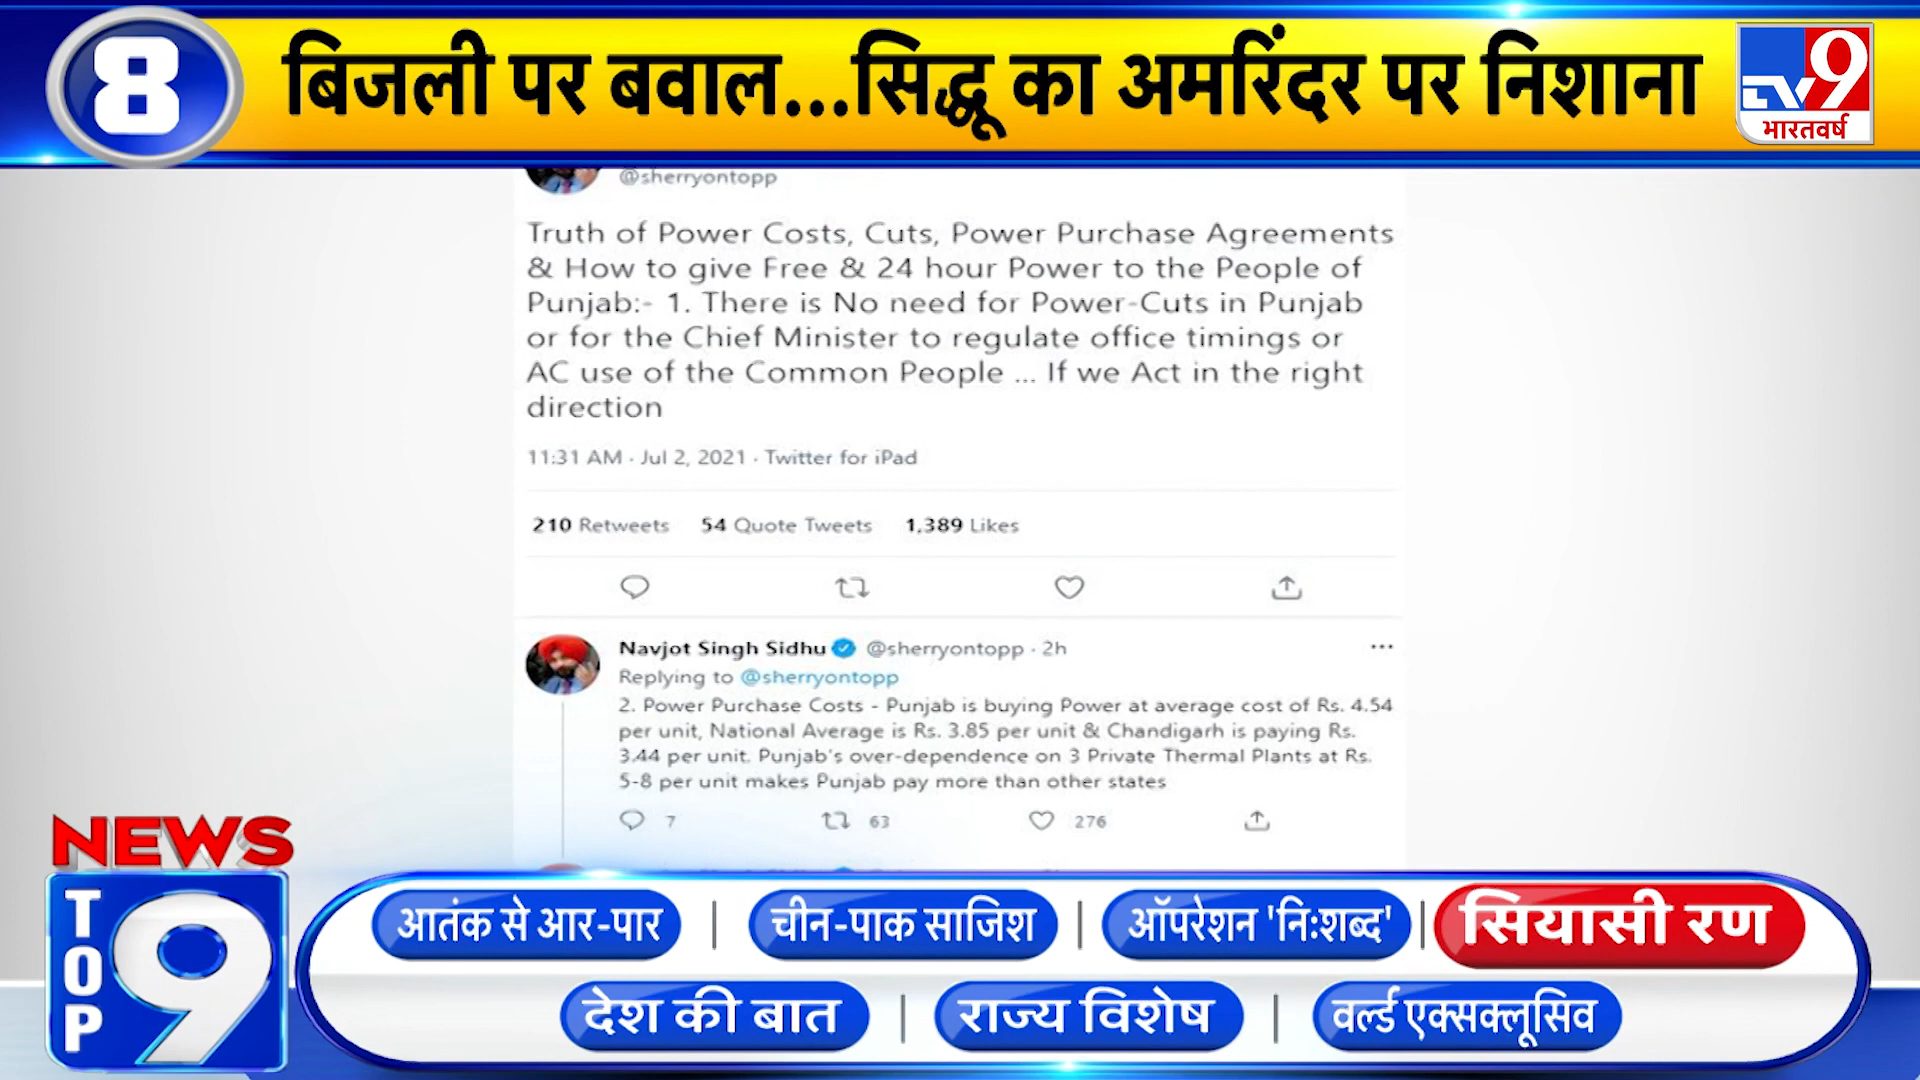 8
बिजली पर बवाल...सिद्धू का अमरिंदर पर निशाना
TV9
भारतवर्ष
@sherryontopp
Truth of Power Costs, Cuts, Power Purchase Agreements
& How to give Free & 24 hour Power to the People of
Punjab:- 1. There is No need for Power-Cuts in Punjab
or for the Chief Minister to regulate office timings or
AC use of the Common People ... If we Act in the right
direction
11:31 AM · Jul 2, 2021 · Twitter for iPad
210 Retweets 54 Quote Tweets 1,389 Likes
Navjot Singh Sidhu @sherryontopp · 2h
Replying to @sherryontopp
2. Power Purchase Costs - Punjab is buying Power at average cost of Rs. 4.54
per unit, National Average is Rs. 3.85 per unit & Chandigarh is paying Rs.
3.44 per unit. Punjab's over-dependence on 3 Private Thermal Plants at Rs.
5-8 per unit makes Punjab pay more than other states
7 63 276
NEWS
TOP 9
आतंक से आर-पार | चीन-पाक साजिश | ऑपरेशन 'नि:शब्द' | सियासी रण
देश की बात | राज्य विशेष | वर्ल्ड एक्सक्लूसिव